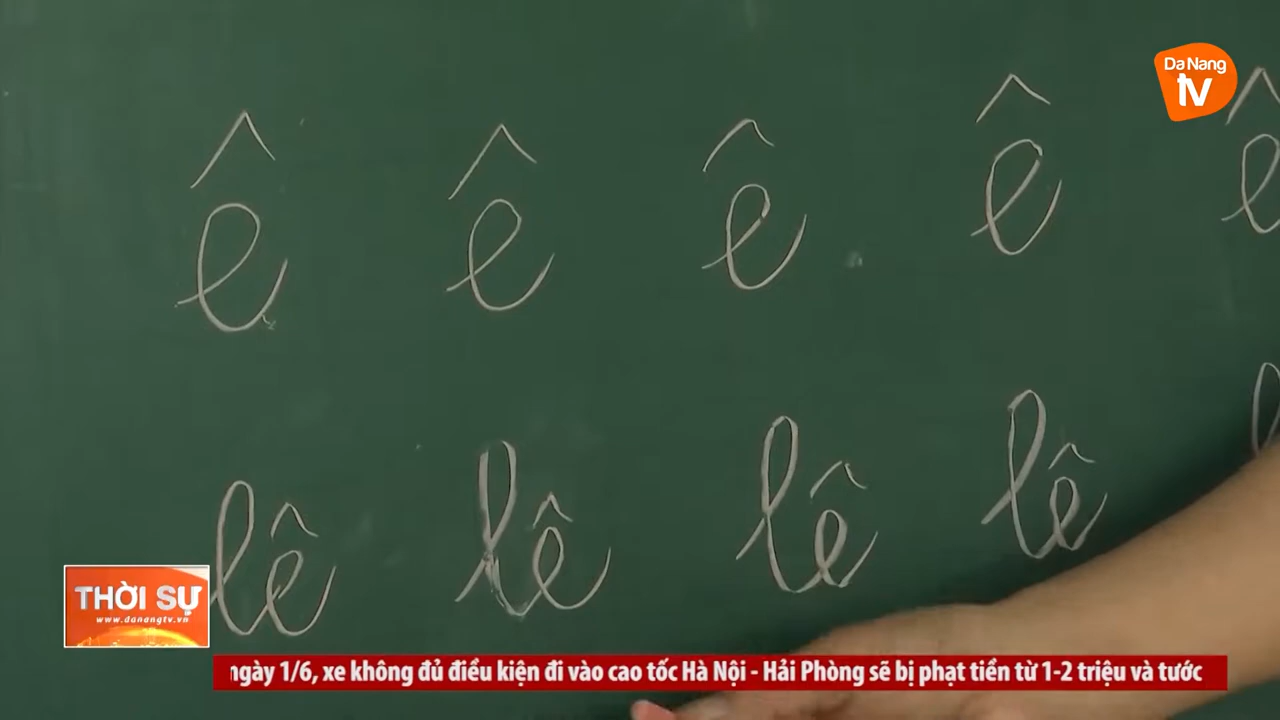 Da Nang
tv
ê ê ê ê ê
lê lê lê lê
THỜI SỰ
www.danangtv.vn
ngày 1/6, xe không đủ điều kiện đi vào cao tốc Hà Nội - Hải Phòng sẽ bị phạt tiền từ 1-2 triệu và tước